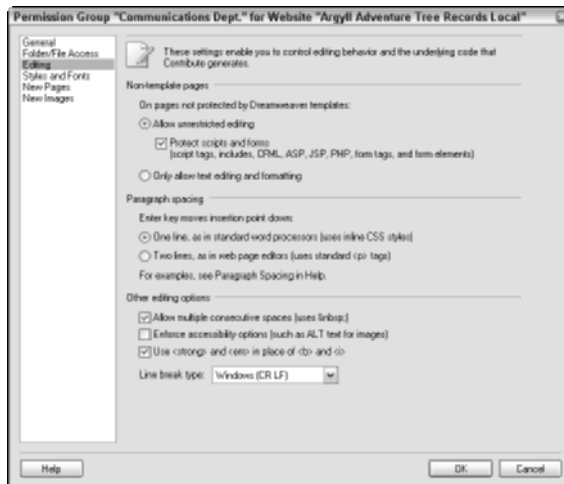 Permission Group "Communications Dept." for Website "Argyll Adventure Tree Records Local"
General
Folder/File Access
Editing
Styles and Fonts
New Pages
New Images
These settings enable you to control editing behavior and the underlying code that
Contribute generates.
Non-template pages
On pages not protected by Dreamweaver templates:
Allow unrestricted editing
Protect scripts and forms
(script tags, includes, CFML, ASP, JSP, PHP, form tags, and form elements)
Only allow text editing and formatting
Paragraph spacing
Enter key moves insertion point down:
One line, as in standard word processors (uses inline CSS styles)
Two lines, as in web page editors (uses standard <p> tags)
For examples, see Paragraph Spacing in Help.
Other editing options
Allow multiple consecutive spaces (uses &nbsp;)
Enforce accessibility options (such as ALT text for images)
Use <strong> and <em> in place of <b> and <i>
Line break type: Windows (CR LF)
Help OK Cancel